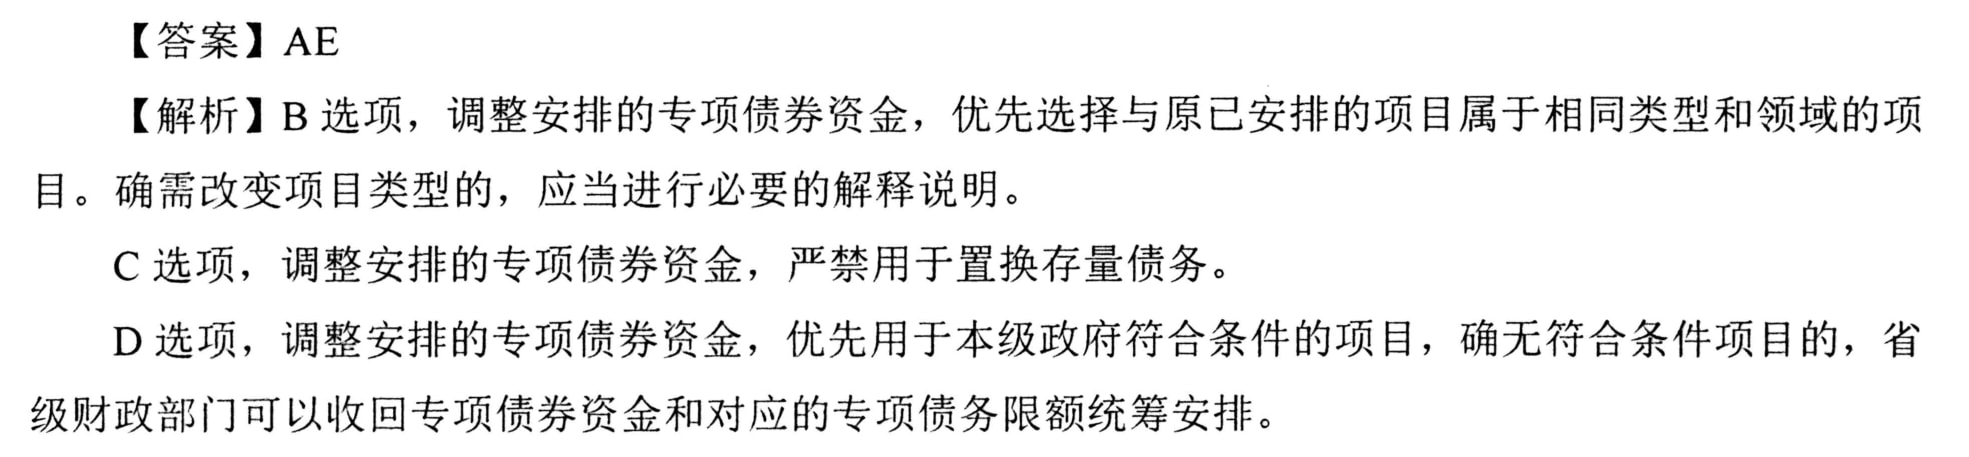 【答案】AE
【解析】B 选项，调整安排的专项债券资金，优先选择与原已安排的项目属于相同类型和领域的项
目。确需改变项目类型的，应当进行必要的解释说明。
C 选项，调整安排的专项债券资金，严禁用于置换存量债务。
D 选项，调整安排的专项债券资金，优先用于本级政府符合条件的项目，确无符合条件项目的，省
级财政部门可以收回专项债券资金和对应的专项债务限额统筹安排。